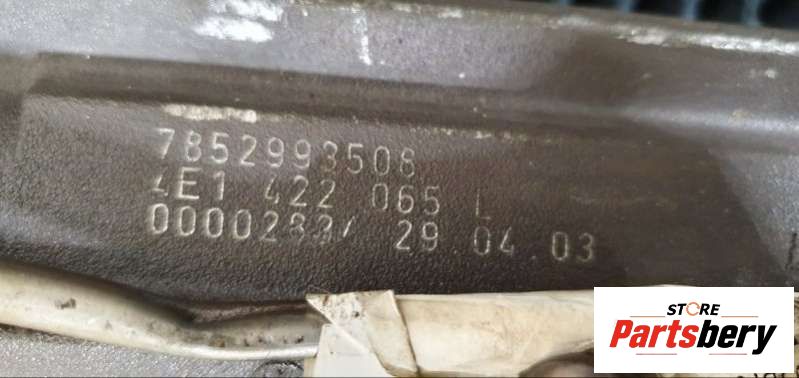 7852993508
4E1 422 065 L
29.04.03
STORE
Partsbery